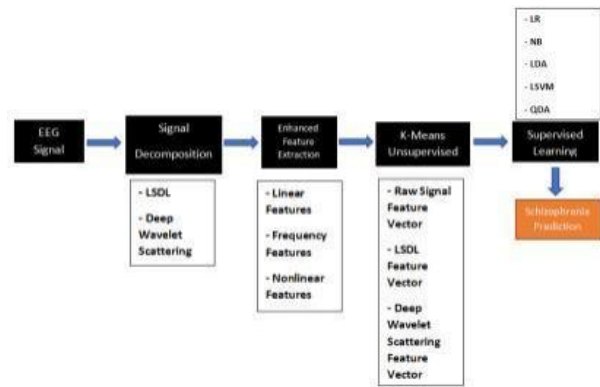 - LR
- NB
- LDA
- LSVM
- QDA
EEG
Signal
Signal
Decomposition
Enhanced
Feature
Extraction
K-Means
Unsupervised
Supervised
Learning
- LSDL
- Deep
Wavelet
Scattering
- Linear
Features
- Frequency
Features
- Nonlinear
Features
- Raw Signal
Feature
Vector
- LSDL
Feature
Vector
- Deep
Wavelet
Scattering
Feature
Vector
Schizophrenia
Prediction